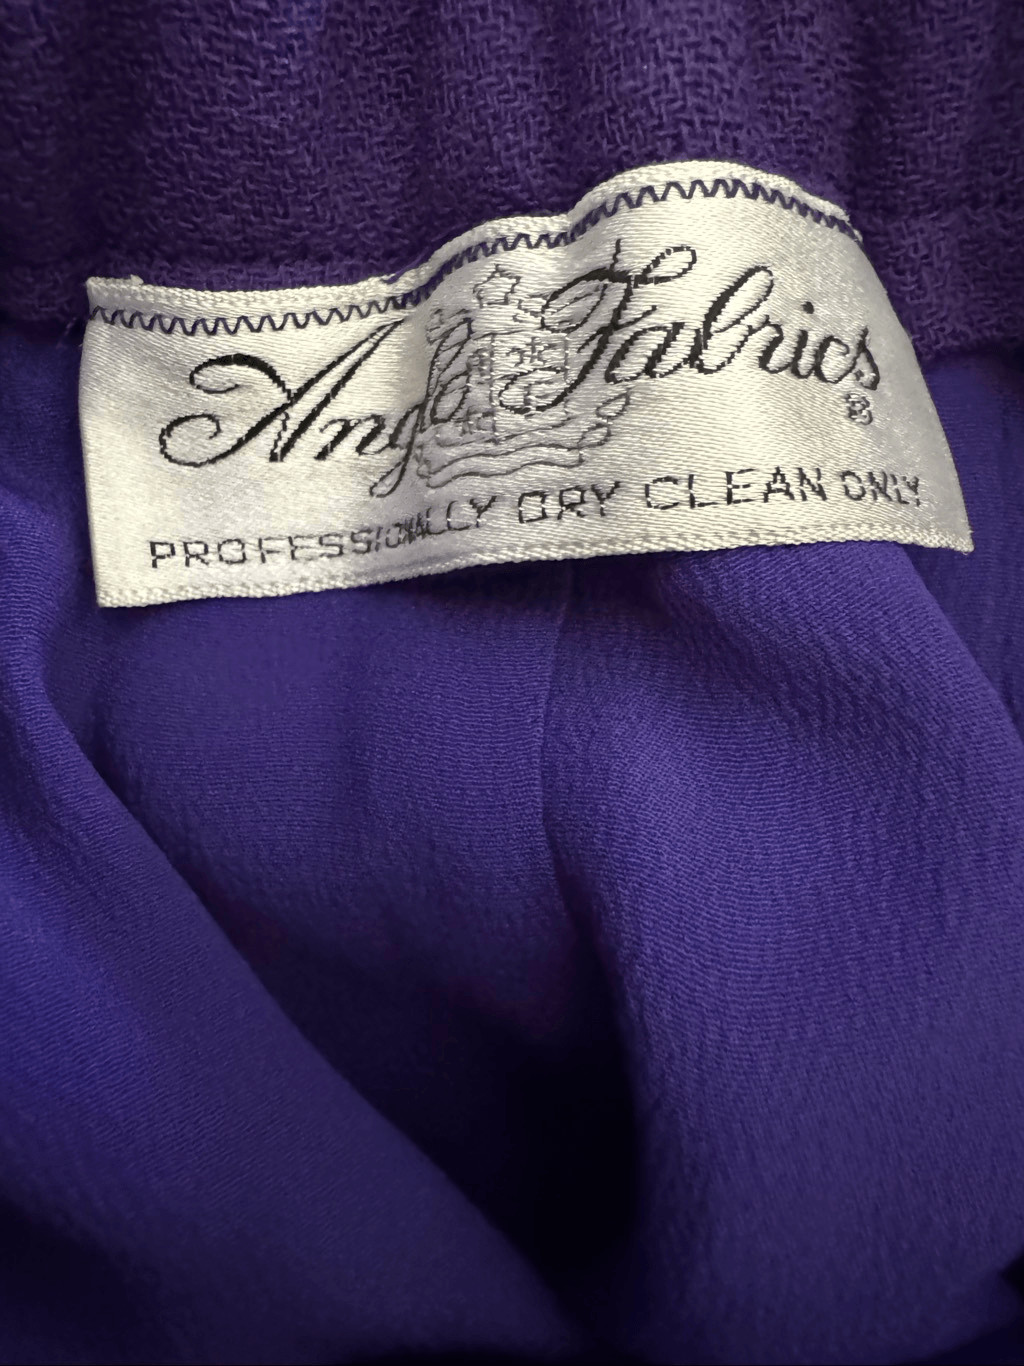 Anglo Fabrics®
PROFESSIONALLY DRY CLEAN ONLY